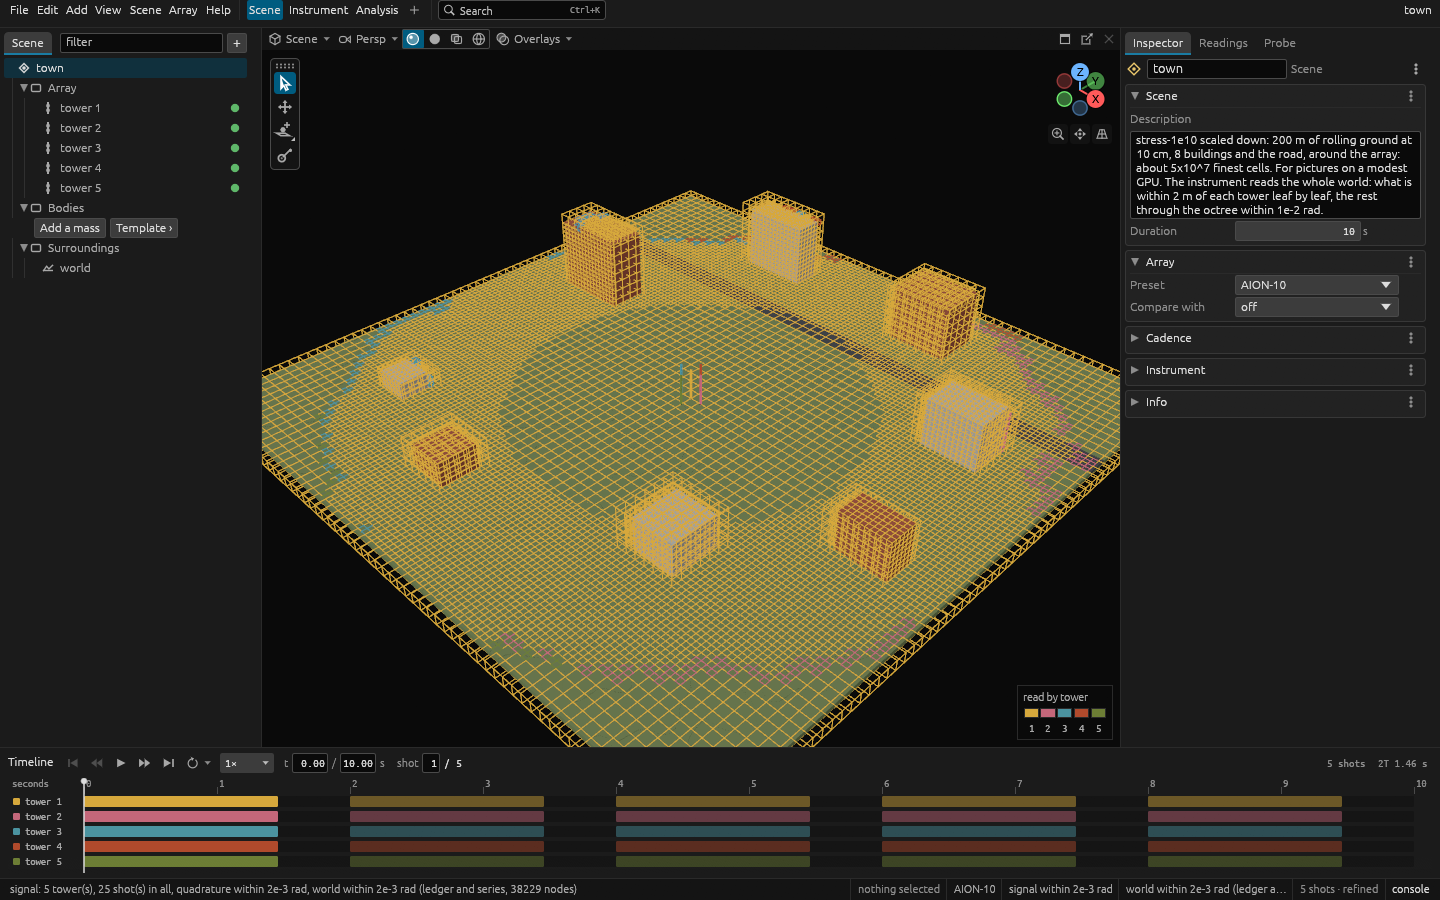 File Edit Add View Scene Array Help Scene Instrument Analysis + Search Ctrl+K town
Scene filter +
town
Array
tower 1
tower 2
tower 3
tower 4
tower 5
Bodies
Add a mass Template ›
Surroundings
world
Scene Persp Overlays
Z
Y
X
read by tower
1 2 3 4 5
Inspector Readings Probe
town Scene
Scene
Description
stress-1e10 scaled down: 200 m of rolling ground at
10 cm, 8 buildings and the road, around the array:
about 5x10^7 finest cells. For pictures on a modest
GPU. The instrument reads the whole world: what is
within 2 m of each tower leaf by leaf, the rest
through the octree within 1e-2 rad.
Duration 10 s
Array
Preset AION-10
Compare with off
Cadence
Instrument
Info
Timeline 1× t 0.00 / 10.00 s shot 1 / 5 5 shots 2T 1.46 s
seconds 0 1 2 3 4 5 6 7 8 9 10
tower 1
tower 2
tower 3
tower 4
tower 5
signal: 5 tower(s), 25 shot(s) in all, quadrature within 2e-3 rad, world within 2e-3 rad (ledger and series, 38229 nodes) nothing selected AION-10 signal within 2e-3 rad world within 2e-3 rad (ledger a... 5 shots · refined console